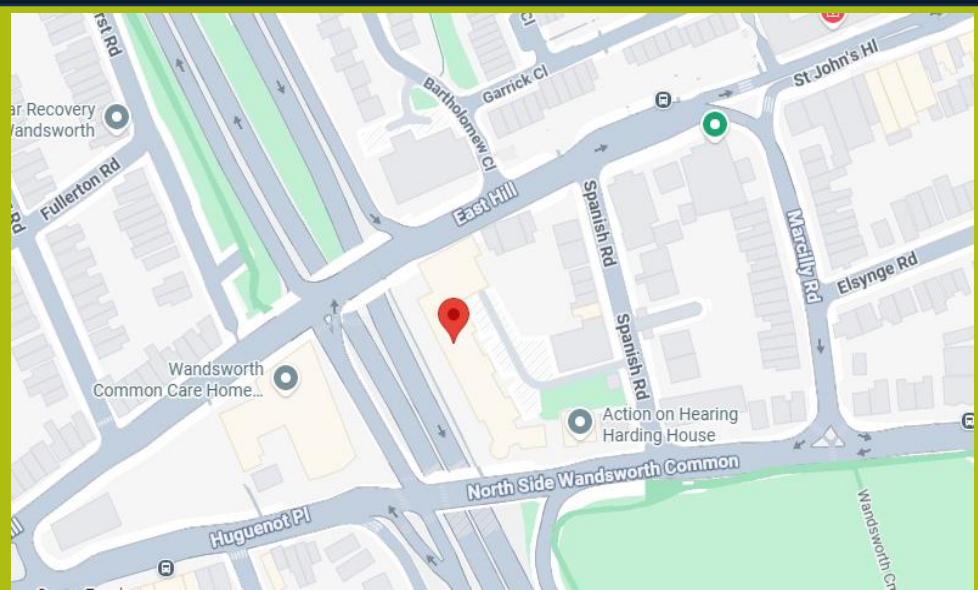 rst Rd
ar Recovery
Wandsworth
Fullerton Rd
Rd
Bartholomew Cl
Garrick Cl
Cl
St John's Hl
East Hill
Spanish Rd
Spanish Rd
Marcilly Rd
Elsynge Rd
Wandsworth
Common Care Home...
Action on Hearing
Harding House
North Side Wandsworth Common
Huguenot Pl